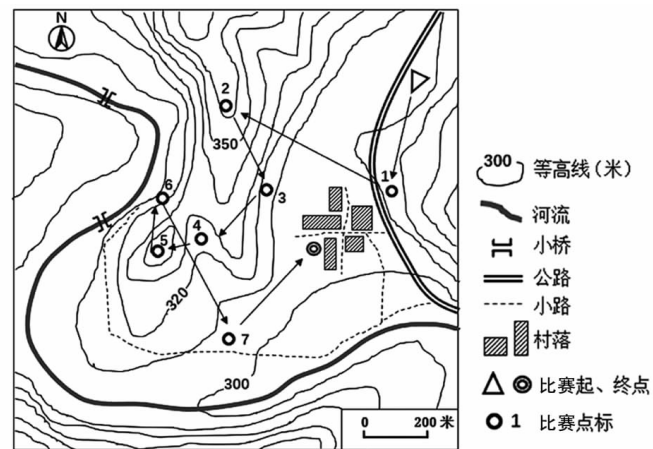 N
2
350
1
6
3
4
5
320
7
300
0 200 米
300 等高线（米）
河流
小桥
公路
小路
村落
比赛起、终点
1 比赛点标